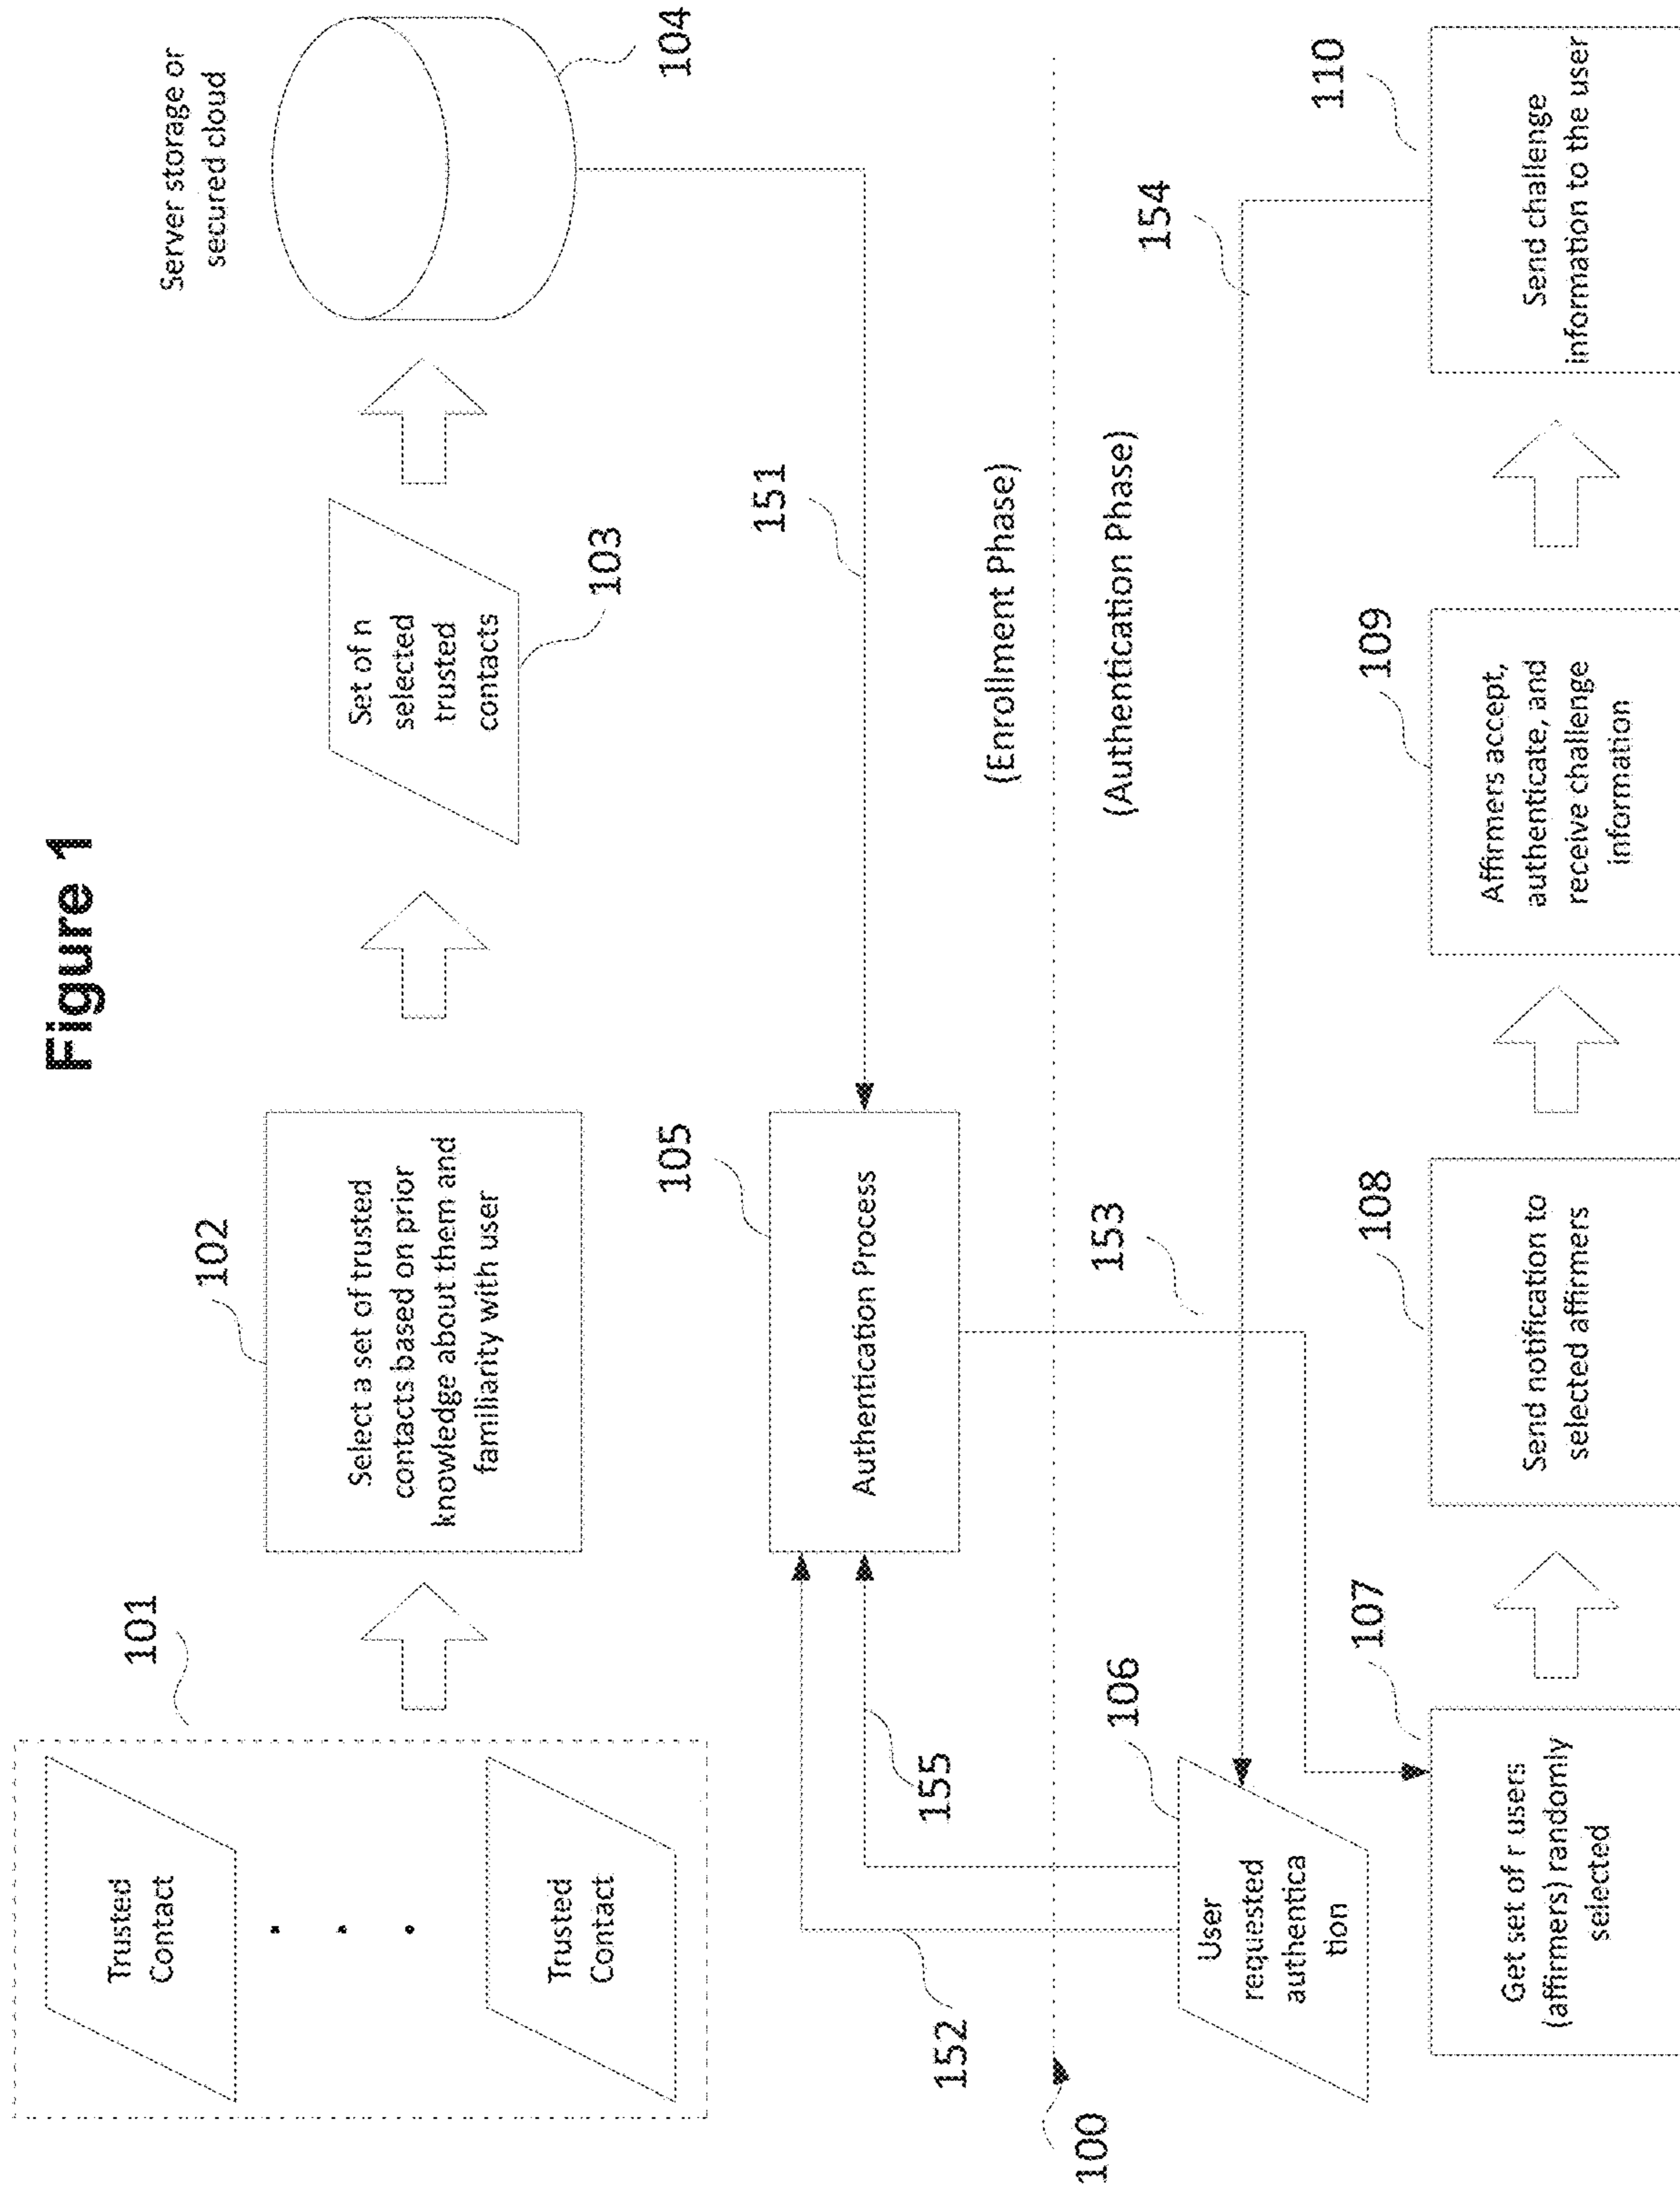 Figure 1
101
Trusted
Contact
Trusted
Contact
102
Select a set of trusted
contacts based on prior
knowledge about them and
familiarity with user
Set of n
selected
trusted
contacts
103
Server storage or
secured cloud
104
105
Authentication Process
151
152
155
(Enrollment Phase)
100
(Authentication Phase)
153
154
106
User
requested
authentica
tion
107
Get set of r users
(affirmers) randomly
selected
108
Send notification to
selected affirmers
109
Affirmers accept,
authenticate, and
receive challenge
information
110
Send challenge
information to the user